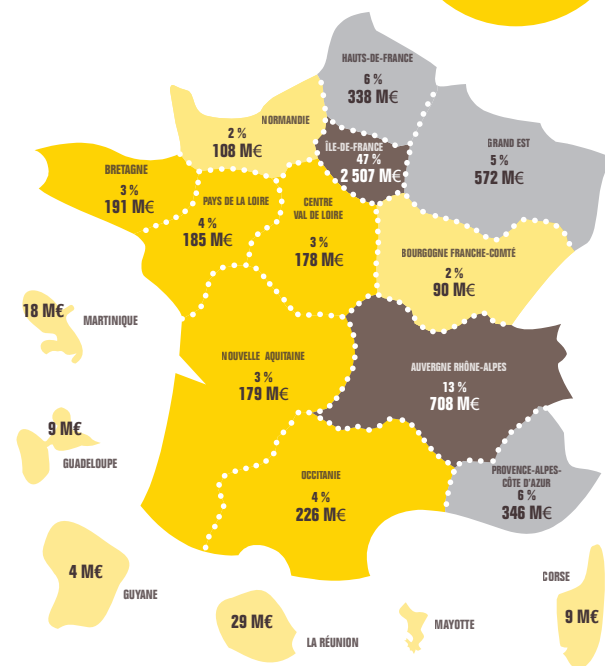 HAUTS-DE-FRANCE
6 %
338 M€
NORMANDIE
2 %
108 M€
ÎLE-DE-FRANCE
47 %
2 507 M€
GRAND EST
5 %
572 M€
BRETAGNE
3 %
191 M€
PAYS DE LA LOIRE
4 %
185 M€
CENTRE
VAL DE LOIRE
3 %
178 M€
BOURGOGNE FRANCHE-COMTÉ
2 %
90 M€
18 M€
MARTINIQUE
NOUVELLE AQUITAINE
3 %
179 M€
AUVERGNE RHÔNE-ALPES
13 %
708 M€
9 M€
GUADELOUPE
OCCITANIE
4 %
226 M€
PROVENCE-ALPES-
CÔTE D'AZUR
6 %
346 M€
4 M€
GUYANE
29 M€
LA RÉUNION
MAYOTTE
CORSE
9 M€